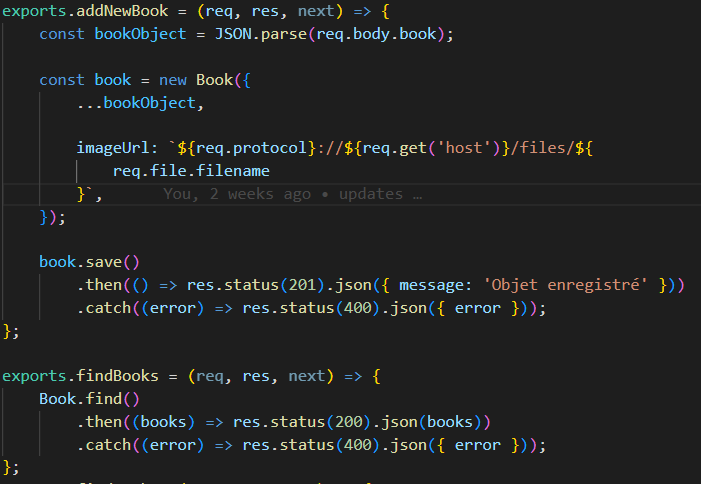 exports.addNewBook = (req, res, next) => {
const bookObject = JSON.parse(req.body.book);
const book = new Book({
...bookObject,
imageUrl: `${req.protocol}://${req.get('host')}/files/${
req.file.filename
}`, You, 2 weeks ago • updates …
});
book.save()
.then(() => res.status(201).json({ message: 'Objet enregistré' }))
.catch((error) => res.status(400).json({ error }));
};
exports.findBooks = (req, res, next) => {
Book.find()
.then((books) => res.status(200).json(books))
.catch((error) => res.status(400).json({ error }));
};